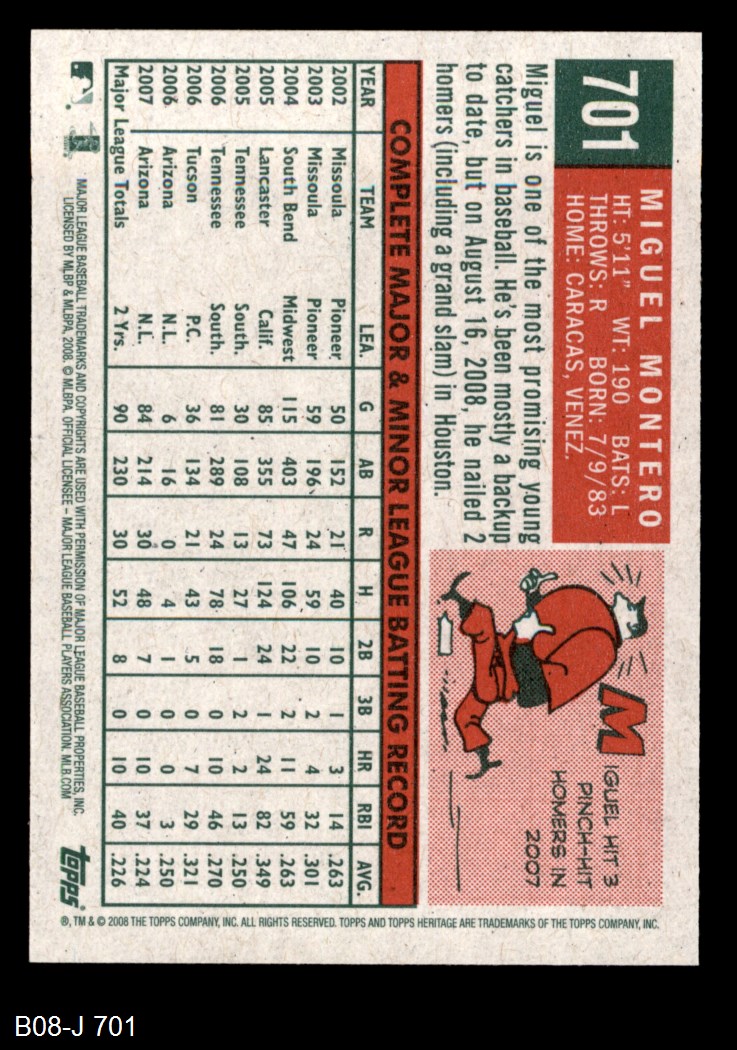 701
MIGUEL MONTERO
HT: 5'11" WT: 190 BATS: L
THROWS: R BORN: 7/9/83
HOME: CARACAS, VENEZ.
Miguel is one of the most promising young
catchers in baseball. He's been mostly a backup
to date, but on August 16, 2008, he nailed 2
homers (including a grand slam) in Houston.
MIGUEL HIT 3
PINCH-HIT
HOMERS IN
2007
COMPLETE MAJOR & MINOR LEAGUE BATTING RECORD
YEAR TEAM LEA. G AB R H 2B 3B HR RBI AVG.
2002 Missoula Pioneer 50 152 21 40 10 1 3 14 .263
2003 Missoula Pioneer 59 196 24 59 10 2 4 32 .301
2004 South Bend Midwest 115 403 47 106 22 2 11 59 .263
2005 Lancaster Calif. 85 355 73 124 24 1 24 82 .349
2005 Tennessee South. 30 108 13 27 1 2 2 13 .250
2006 Tennessee South. 81 289 24 78 18 0 10 46 .270
2006 Tucson P.C. 36 134 21 43 5 0 7 29 .321
2006 Arizona N.L. 6 16 0 4 1 0 0 3 .250
2007 Arizona N.L. 84 214 30 48 7 0 10 37 .224
Major League Totals 2 Yrs. 90 230 30 52 8 0 10 40 .226
MAJOR LEAGUE BASEBALL TRADEMARKS AND COPYRIGHTS ARE USED WITH PERMISSION OF MAJOR LEAGUE BASEBALL PROPERTIES, INC.
LICENSED BY MLBP & MLBPA, 2008. © MLBPA. OFFICIAL LICENSEE – MAJOR LEAGUE BASEBALL PLAYERS ASSOCIATION. MLB.COM
topps®
®, TM & © 2008 THE TOPPS COMPANY, INC. ALL RIGHTS RESERVED. TOPPS AND TOPPS HERITAGE ARE TRADEMARKS OF THE TOPPS COMPANY, INC.
B08-J 701